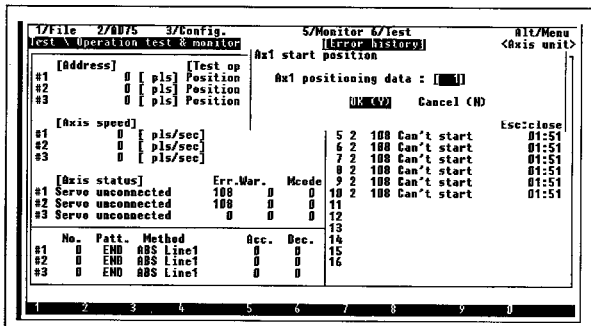 1/File 2/AD75 3/Config. 5/Monitor 6/Test Alt/Menu
Test \ Operation test & monitor [Error history] <Axis unit>
Ax1 start position
[Address] [Test op
#1 0 [ pls] Position Ax1 positioning data : [ 1]
#2 0 [ pls] Position
#3 0 [ pls] Position OK (Y) Cancel (N)
[Axis speed] Esc:close
#1 0 [ pls/sec] 5 2 108 Can't start 01:51
#2 0 [ pls/sec] 6 2 108 Can't start 01:51
#3 0 [ pls/sec] 7 2 108 Can't start 01:51
8 2 108 Can't start 01:51
[Axis status] Err.War. Mcode 9 2 108 Can't start 01:51
#1 Servo unconnected 108 0 0 10 2 108 Can't start 01:51
#2 Servo unconnected 108 0 0 11
#3 Servo unconnected 0 0 0 12
13
No. Patt. Method Acc. Dec. 14
#1 0 END ABS Line1 0 0 15
#2 0 END ABS Line1 0 0 16
#3 0 END ABS Line1 0 0
1 2 3 4 5 6 7 8 9 0